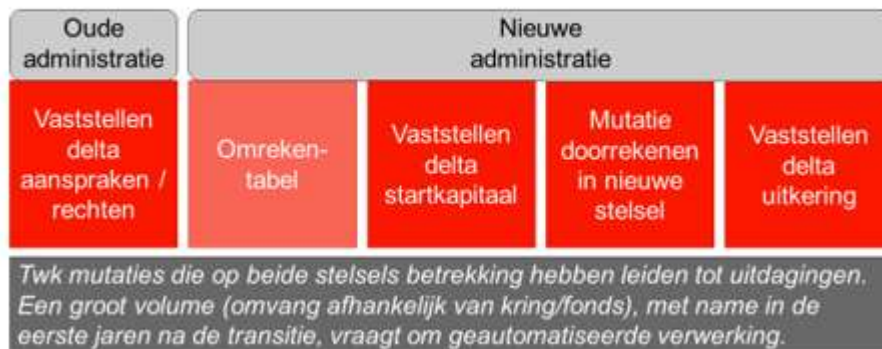 Oude
administratie
Nieuwe
administratie
Vaststellen
delta
aanspraken /
rechten
Omreken-
tabel
Vaststellen
delta
startkapitaal
Mutatie
doorrekenen
in nieuwe
stelsel
Vaststellen
delta
uitkering
Twk mutaties die op beide stelsels betrekking hebben leiden tot uitdagingen.
Een groot volume (omvang afhankelijk van kring/fonds), met name in de
eerste jaren na de transitie, vraagt om geautomatiseerde verwerking.